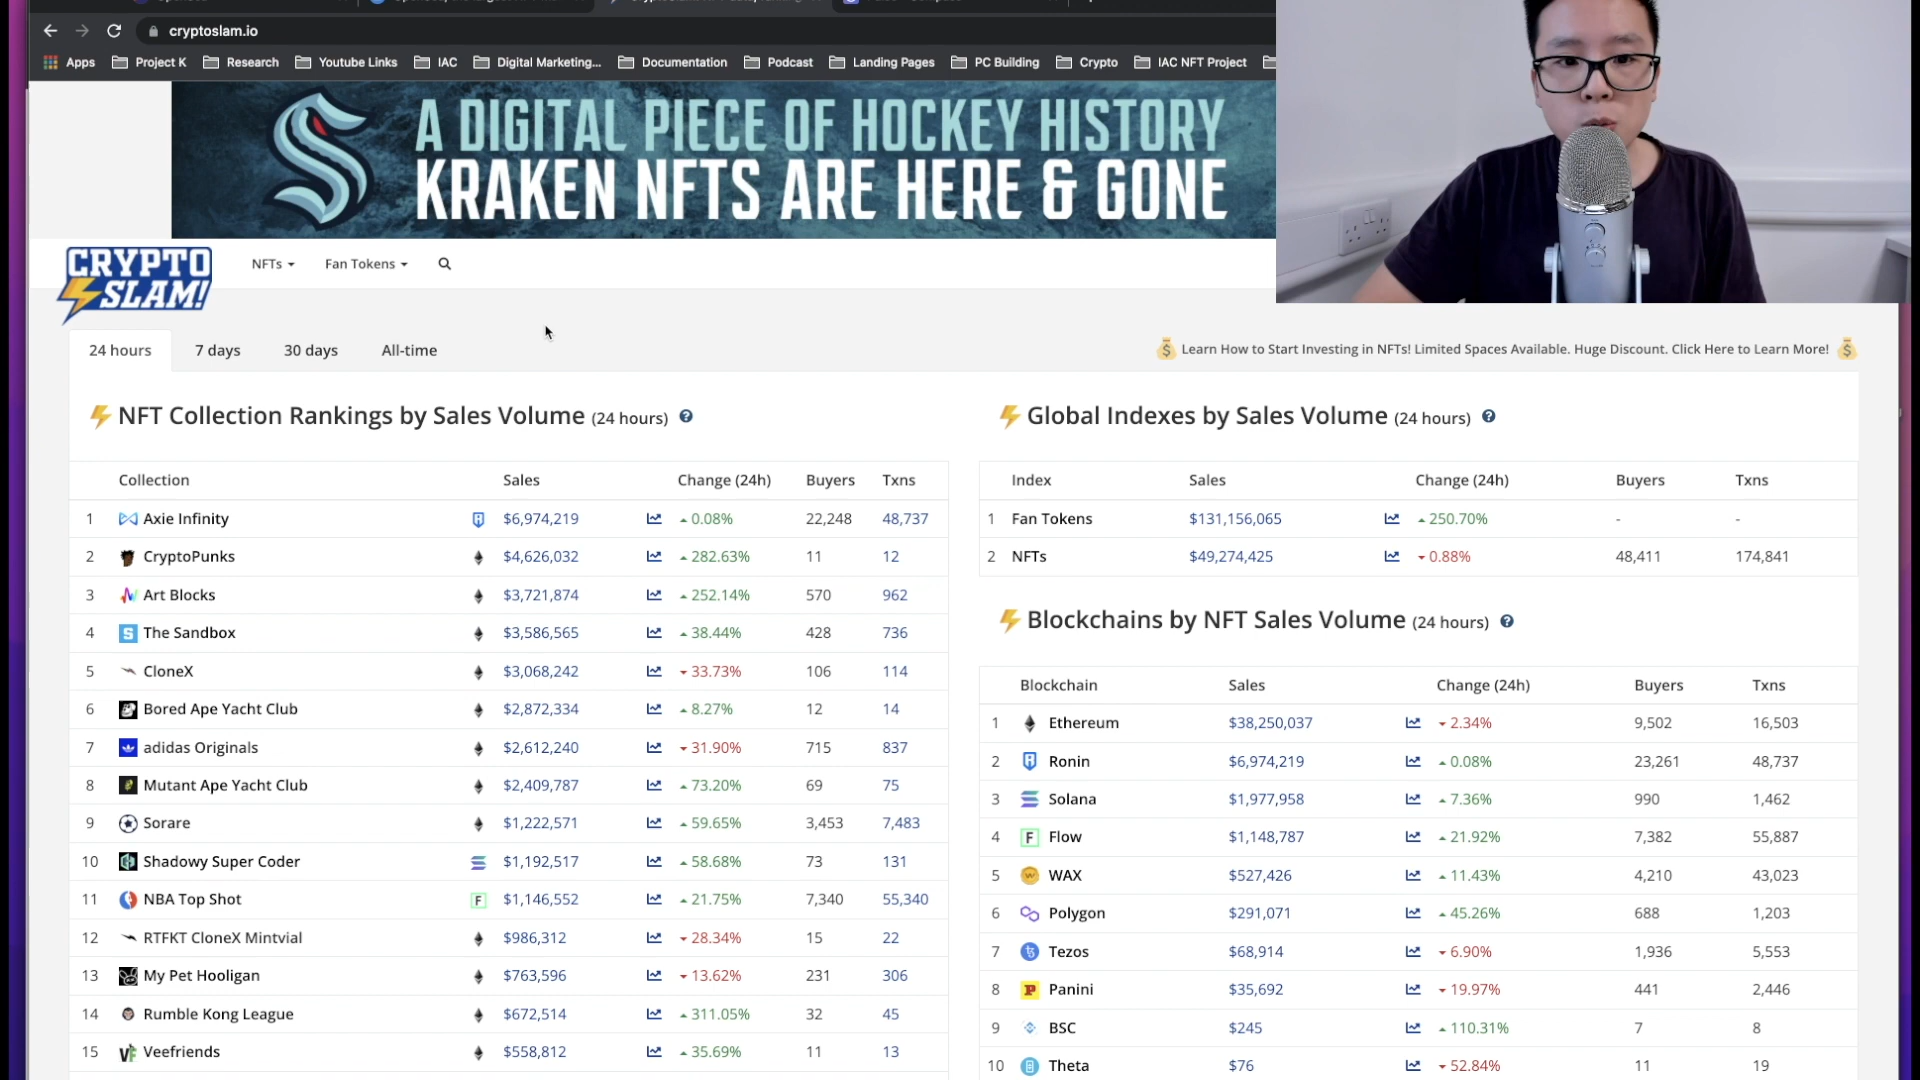 cryptoslam.io
Apps Project K Research Youtube Links IAC Digital Marketing... Documentation Podcast Landing Pages PC Building Crypto IAC NFT Project
A DIGITAL PIECE OF HOCKEY HISTORY
KRAKEN NFTS ARE HERE & GONE
CRYPTO SLAM!
NFTs Fan Tokens
24 hours 7 days 30 days All-time
Learn How to Start Investing in NFTs! Limited Spaces Available. Huge Discount. Click Here to Learn More!
NFT Collection Rankings by Sales Volume (24 hours)
Collection Sales Change (24h) Buyers Txns
1 Axie Infinity $6,974,219 0.08% 22,248 48,737
2 CryptoPunks $4,626,032 282.63% 11 12
3 Art Blocks $3,721,874 252.14% 570 962
4 The Sandbox $3,586,565 38.44% 428 736
5 CloneX $3,068,242 33.73% 106 114
6 Bored Ape Yacht Club $2,872,334 8.27% 12 14
7 adidas Originals $2,612,240 31.90% 715 837
8 Mutant Ape Yacht Club $2,409,787 73.20% 69 75
9 Sorare $1,222,571 59.65% 3,453 7,483
10 Shadowy Super Coder $1,192,517 58.68% 73 131
11 NBA Top Shot $1,146,552 21.75% 7,340 55,340
12 RTFKT CloneX Mintvial $986,312 28.34% 15 22
13 My Pet Hooligan $763,596 13.62% 231 306
14 Rumble Kong League $672,514 311.05% 32 45
15 Veefriends $558,812 35.69% 11 13
Global Indexes by Sales Volume (24 hours)
Index Sales Change (24h) Buyers Txns
1 Fan Tokens $131,156,065 250.70% - -
2 NFTs $49,274,425 0.88% 48,411 174,841
Blockchains by NFT Sales Volume (24 hours)
Blockchain Sales Change (24h) Buyers Txns
1 Ethereum $38,250,037 2.34% 9,502 16,503
2 Ronin $6,974,219 0.08% 23,261 48,737
3 Solana $1,977,958 7.36% 990 1,462
4 Flow $1,148,787 21.92% 7,382 55,887
5 WAX $527,426 11.43% 4,210 43,023
6 Polygon $291,071 45.26% 688 1,203
7 Tezos $68,914 6.90% 1,936 5,553
8 Panini $35,692 19.97% 441 2,446
9 BSC $245 110.31% 7 8
10 Theta $76 52.84% 11 19